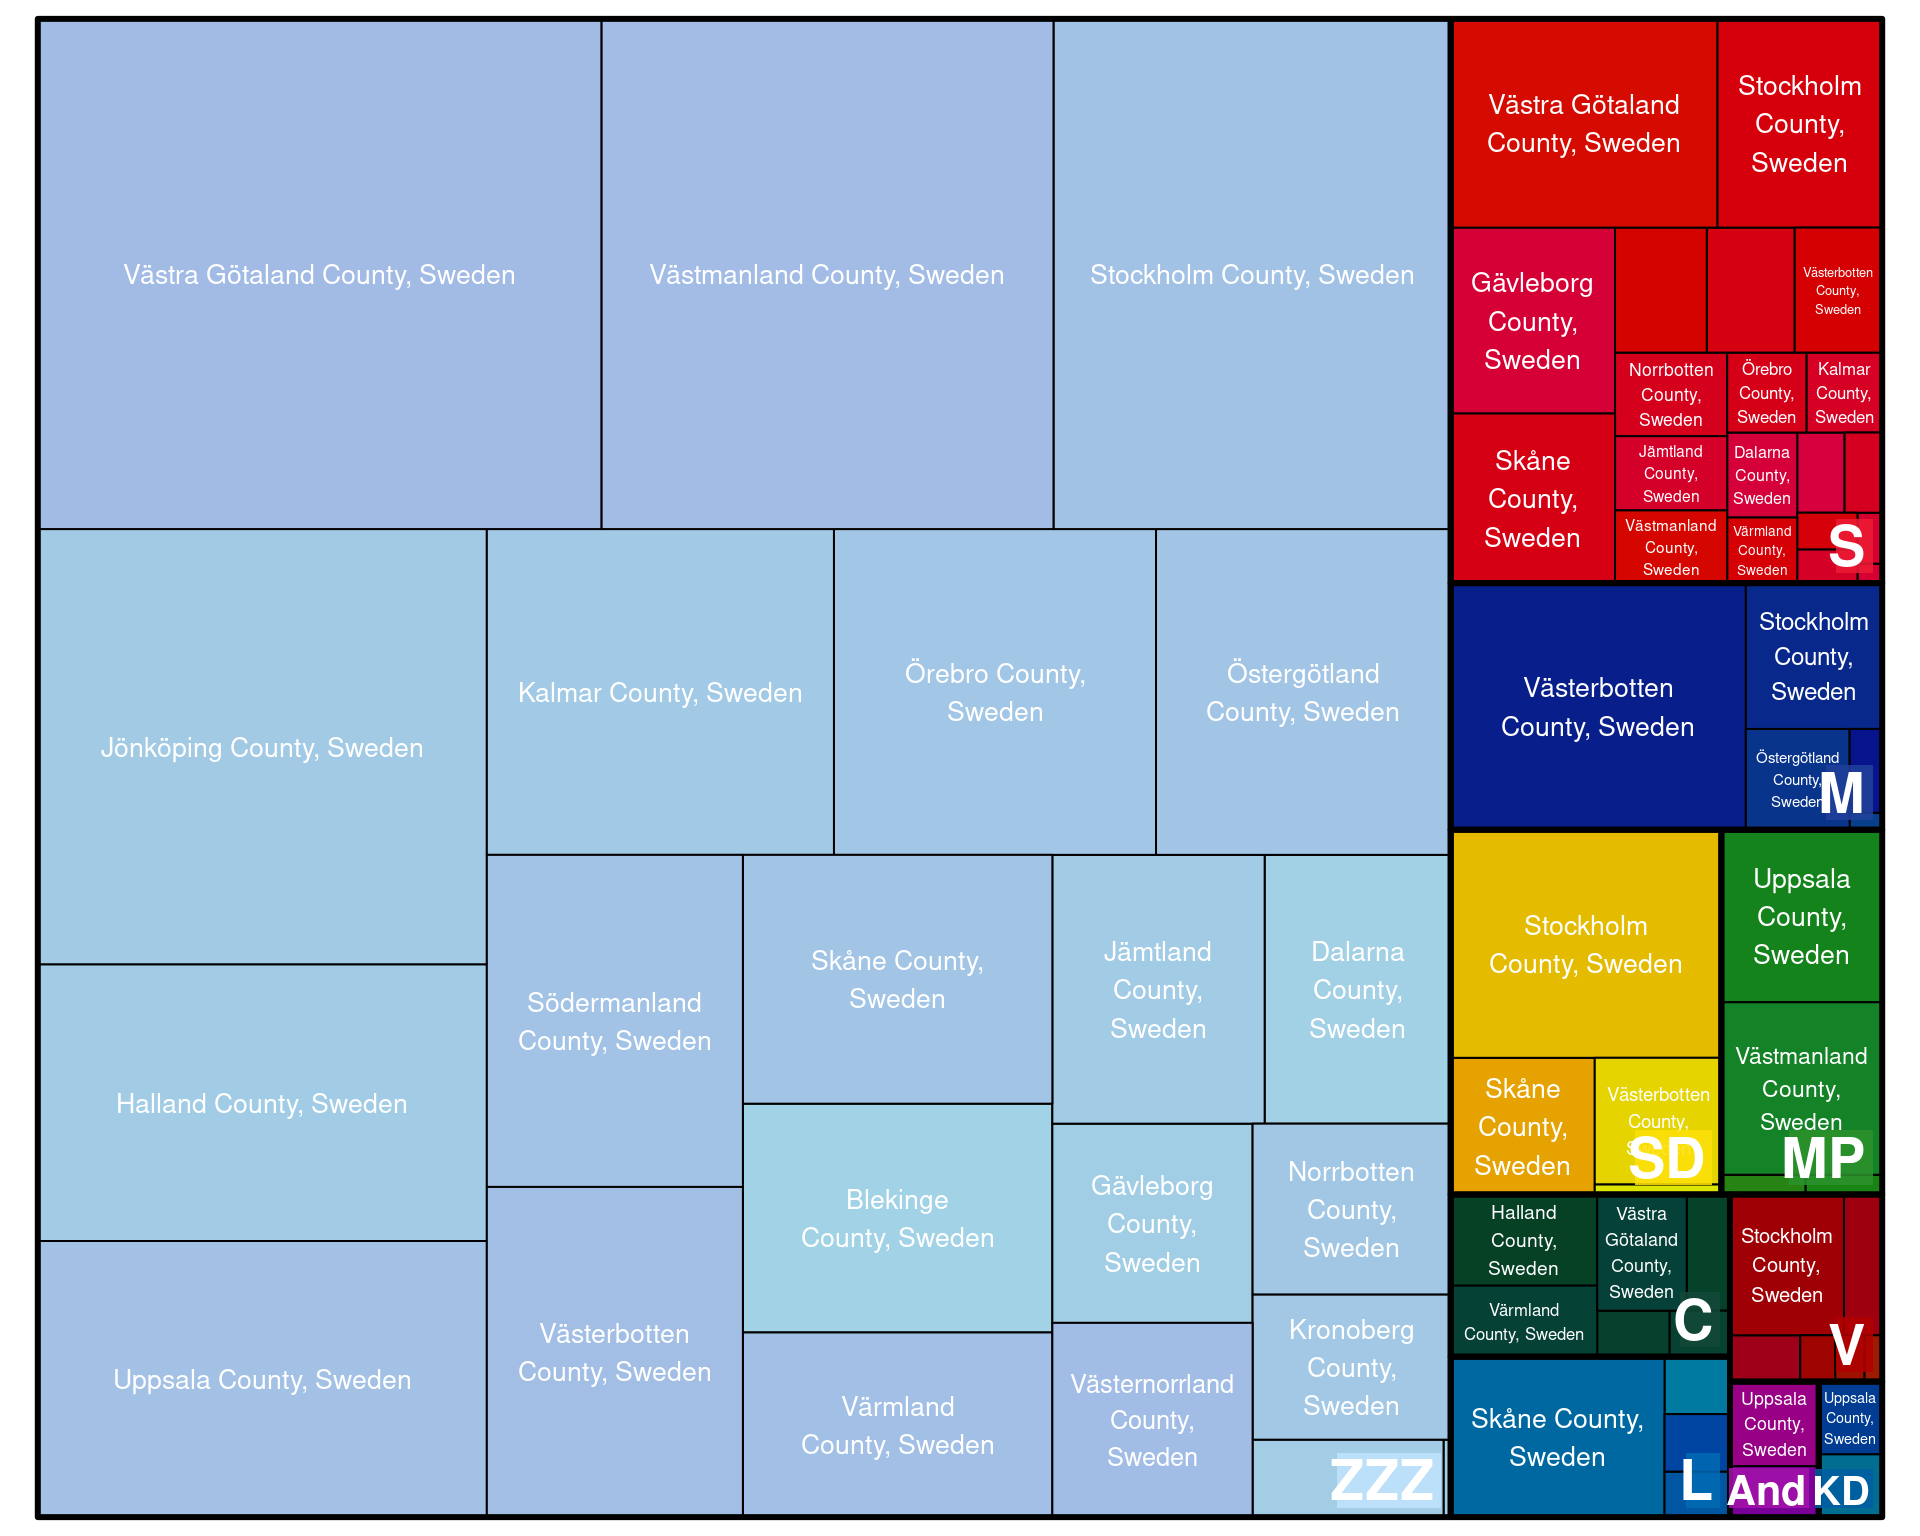 Västra Götaland County, Sweden
Västmanland County, Sweden
Stockholm County, Sweden
Jönköping County, Sweden
Kalmar County, Sweden
Örebro County,
Sweden
Östergötland
County, Sweden
Halland County, Sweden
Uppsala County, Sweden
Södermanland
County, Sweden
Västerbotten
County, Sweden
Skåne County,
Sweden
Blekinge
County, Sweden
Värmland
County, Sweden
Jämtland
County,
Sweden
Dalarna
County,
Sweden
Gävleborg
County,
Sweden
Västernorrland
County,
Sweden
Norrbotten
County,
Sweden
Kronoberg
County,
Sweden
ZZZ
Västra Götaland
County, Sweden
Stockholm
County,
Sweden
Gävleborg
County,
Sweden
Västerbotten
County,
Sweden
Skåne
County,
Sweden
Norrbotten
County,
Sweden
Örebro
County,
Sweden
Kalmar
County,
Sweden
Jämtland
County,
Sweden
Dalarna
County,
Sweden
Västmanland
County,
Sweden
Värmland
County,
Sweden
S
Västerbotten
County, Sweden
Stockholm
County,
Sweden
Östergötland
County,
Sweden
M
Stockholm
County, Sweden
Skåne
County,
Sweden
Västerbotten
County,
SD
Uppsala
County,
Sweden
Västmanland
County,
Sweden
MP
Halland
County,
Sweden
Västra
Götaland
County,
Sweden
Värmland
County, Sweden
C
Stockholm
County,
Sweden
V
Skåne County,
Sweden
L
Uppsala
County,
Sweden
And
Uppsala
County,
Sweden
KD